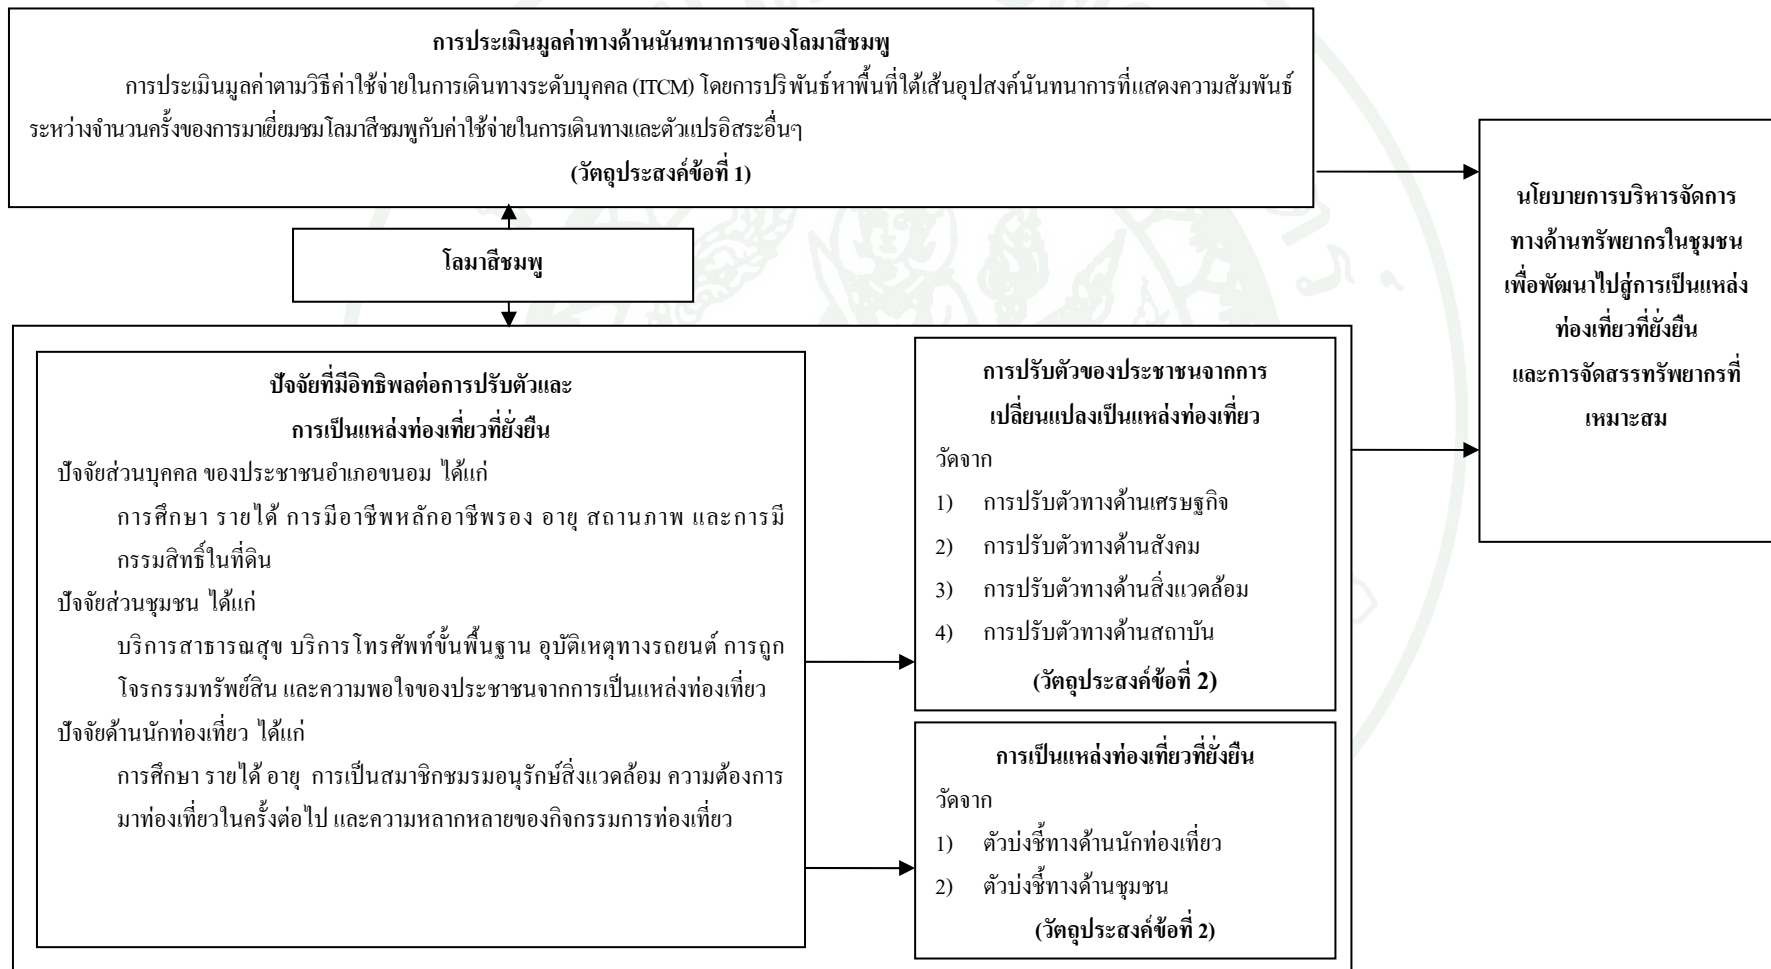 การประเมินมูลค่าทางด้านนันทนาการของโลมาสีชมพู
การประเมินมูลค่าตามวิธีค่าใช้จ่ายในการเดินทางระดับบุคคล (ITCM) โดยการปริพันธ์หาพื้นที่ใต้เส้นอุปสงค์นันทนาการที่แสดงความสัมพันธ์
ระหว่างจำนวนครั้งของการมาเยี่ยมชมโลมาสีชมพูกับค่าใช้จ่ายในการเดินทางและตัวแปรอิสระอื่นๆ
(วัตถุประสงค์ข้อที่ 1)
โลมาสีชมพู
ปัจจัยที่มีอิทธิพลต่อการปรับตัวและ
การเป็นแหล่งท่องเที่ยวที่ยั่งยืน
ปัจจัยส่วนบุคคล ของประชาชนอำเภอขนอม ได้แก่
การศึกษา รายได้ การมีอาชีพหลักอาชีพรอง อายุ สถานภาพ และการมี
กรรมสิทธิ์ในที่ดิน
ปัจจัยส่วนชุมชน ได้แก่
บริการสาธารณสุข บริการโทรศัพท์ขั้นพื้นฐาน อุบัติเหตุทางรถยนต์ การถูก
โจรกรรมทรัพย์สิน และความพอใจของประชาชนจากการเป็นแหล่งท่องเที่ยว
ปัจจัยด้านนักท่องเที่ยว ได้แก่
การศึกษา รายได้ อายุ การเป็นสมาชิกชมรมอนุรักษ์สิ่งแวดล้อม ความต้องการ
มาท่องเที่ยวในครั้งต่อไป และความหลากหลายของกิจกรรมการท่องเที่ยว
การปรับตัวของประชาชนจากการ
เปลี่ยนแปลงเป็นแหล่งท่องเที่ยว
วัดจาก
1) การปรับตัวทางด้านเศรษฐกิจ
2) การปรับตัวทางด้านสังคม
3) การปรับตัวทางด้านสิ่งแวดล้อม
4) การปรับตัวทางด้านสถาบัน
(วัตถุประสงค์ข้อที่ 2)
การเป็นแหล่งท่องเที่ยวที่ยั่งยืน
วัดจาก
1) ตัวบ่งชี้ทางด้านนักท่องเที่ยว
2) ตัวบ่งชี้ทางด้านชุมชน
(วัตถุประสงค์ข้อที่ 2)
นโยบายการบริหารจัดการ
ทางด้านทรัพยากรในชุมชน
เพื่อพัฒนาไปสู่การเป็นแหล่ง
ท่องเที่ยวที่ยั่งยืน
และการจัดสรรทรัพยากรที่
เหมาะสม